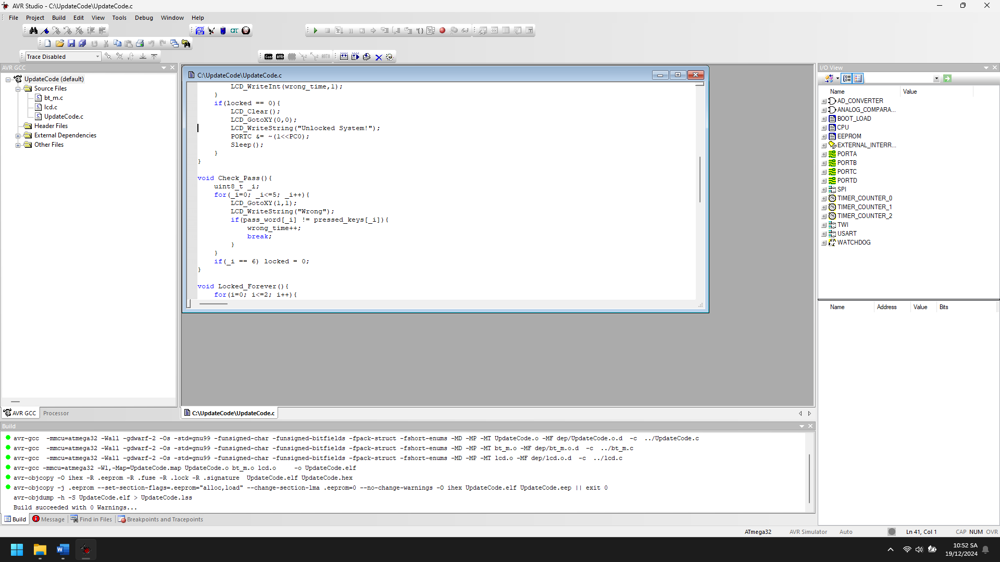 AVR Studio - C:\UpdateCode\UpdateCode.c
File Project Build Edit View Tools Debug Window Help
Trace Disabled
AVR GCC
UpdateCode (default)
Source Files
bt_m.c
lcd.c
UpdateCode.c
Header Files
External Dependencies
Other Files
AVR GCC Processor
C:\UpdateCode\UpdateCode.c
LCD_WriteInt(wrong_time,1);
}
if(locked == 0){
LCD_Clear();
LCD_GotoXY(0,0);
LCD_WriteString("Unlocked System!");
PORTC &= ~(1<<PC0);
Sleep();
}
}
void Check_Pass(){
uint8_t _i;
for(_i=0; _i<=5; _i++){
LCD_GotoXY(1,1);
LCD_WriteString("Wrong");
if(pass_word[_i] != pressed_keys[_i]){
wrong_time++;
break;
}
}
if(_i == 6) locked = 0;
}
void Locked_Forever(){
for(i=0; i<=2; i++){
C:\UpdateCode\UpdateCode.c
I/O View
Name Value
AD_CONVERTER
ANALOG_COMPARA...
BOOT_LOAD
CPU
EEPROM
EXTERNAL_INTERR...
PORTA
PORTB
PORTC
PORTD
SPI
TIMER_COUNTER_0
TIMER_COUNTER_1
TIMER_COUNTER_2
TWI
USART
WATCHDOG
Name Address Value Bits
Build
avr-gcc -mmcu=atmega32 -Wall -gdwarf-2 -Os -std=gnu99 -funsigned-char -funsigned-bitfields -fpack-struct -fshort-enums -MD -MP -MT UpdateCode.o -MF dep/UpdateCode.o.d -c ../UpdateCode.c
avr-gcc -mmcu=atmega32 -Wall -gdwarf-2 -Os -std=gnu99 -funsigned-char -funsigned-bitfields -fpack-struct -fshort-enums -MD -MP -MT bt_m.o -MF dep/bt_m.o.d -c ../bt_m.c
avr-gcc -mmcu=atmega32 -Wall -gdwarf-2 -Os -std=gnu99 -funsigned-char -funsigned-bitfields -fpack-struct -fshort-enums -MD -MP -MT lcd.o -MF dep/lcd.o.d -c ../lcd.c
avr-gcc -mmcu=atmega32 -Wl,-Map=UpdateCode.map UpdateCode.o bt_m.o lcd.o -o UpdateCode.elf
avr-objcopy -O ihex -R .eeprom -R .fuse -R .lock -R .signature UpdateCode.elf UpdateCode.hex
avr-objcopy -j .eeprom --set-section-flags=.eeprom="alloc,load" --change-section-lma .eeprom=0 --no-change-warnings -O ihex UpdateCode.elf UpdateCode.eep || exit 0
avr-objdump -h -S UpdateCode.elf > UpdateCode.lss
Build succeeded with 0 Warnings...
Build Message Find in Files Breakpoints and Tracepoints
ATmega32 AVR Simulator Auto Ln 41, Col 1 CAP NUM OVR
10:52 SA
19/12/2024